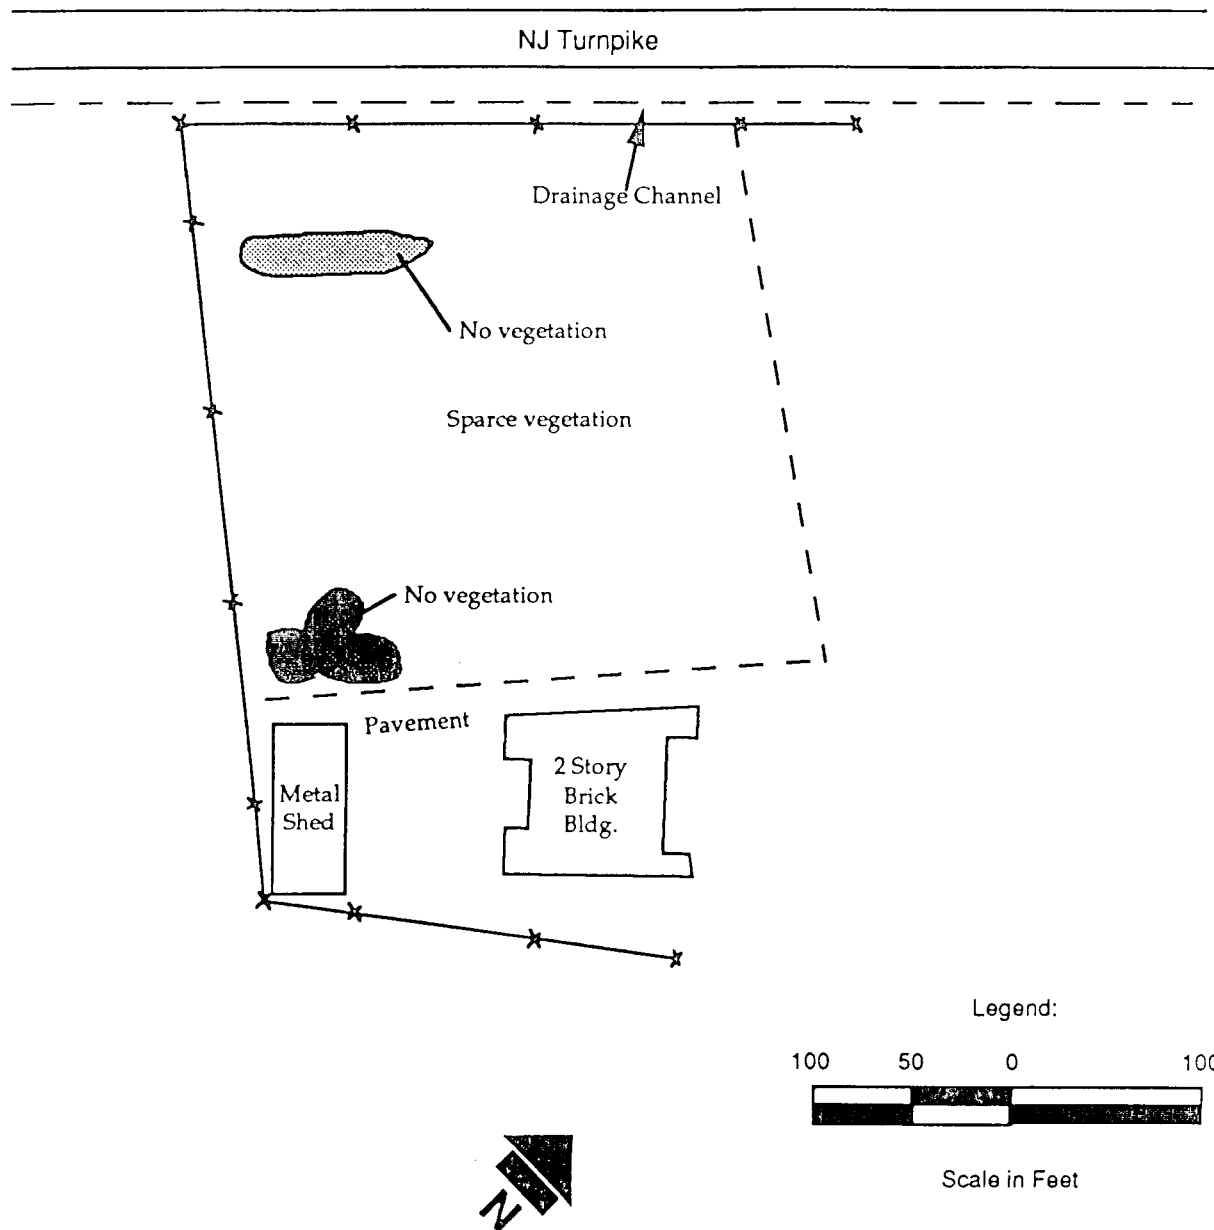 NJ Turnpike
Drainage Channel
No vegetation
Sparce vegetation
No vegetation
Pavement
2 Story
Brick
Bldg.
Metal
Shed
Legend:
100 50 0 100
Scale in Feet
N